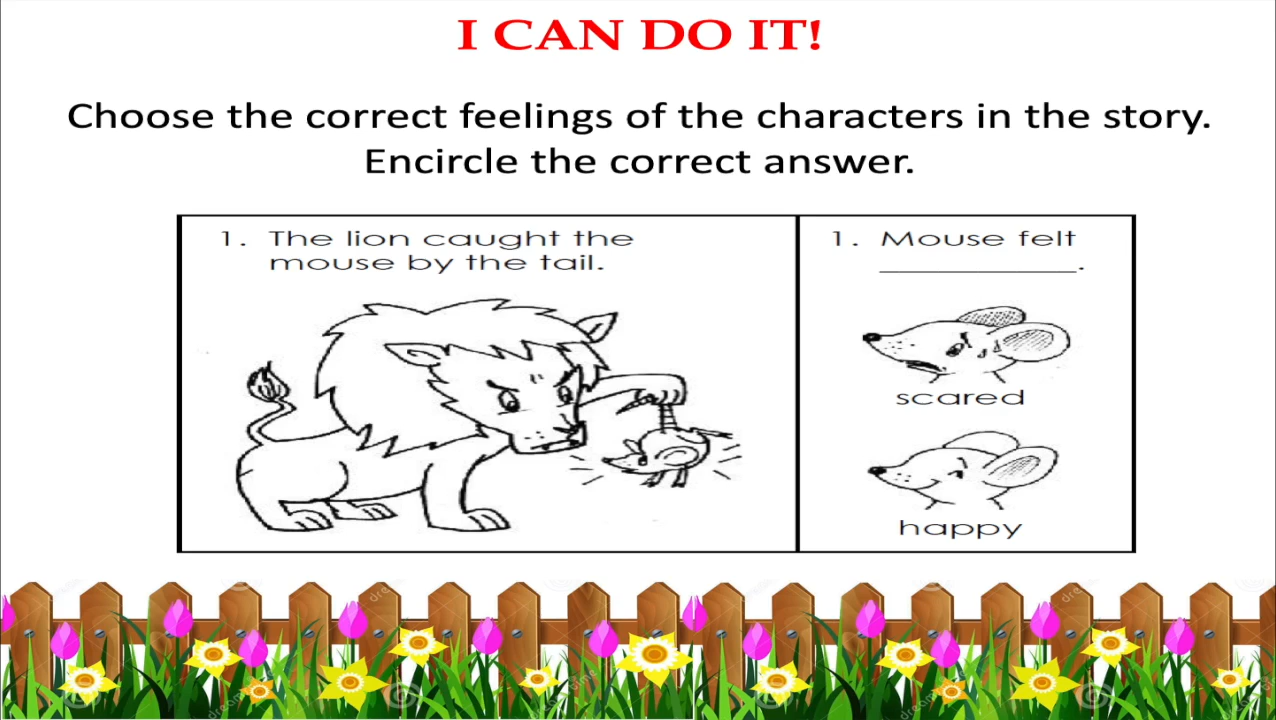 I CAN DO IT!
Choose the correct feelings of the characters in the story.
Encircle the correct answer.
1. The lion caught the
mouse by the tail.
1. Mouse felt
____________.
scared
happy